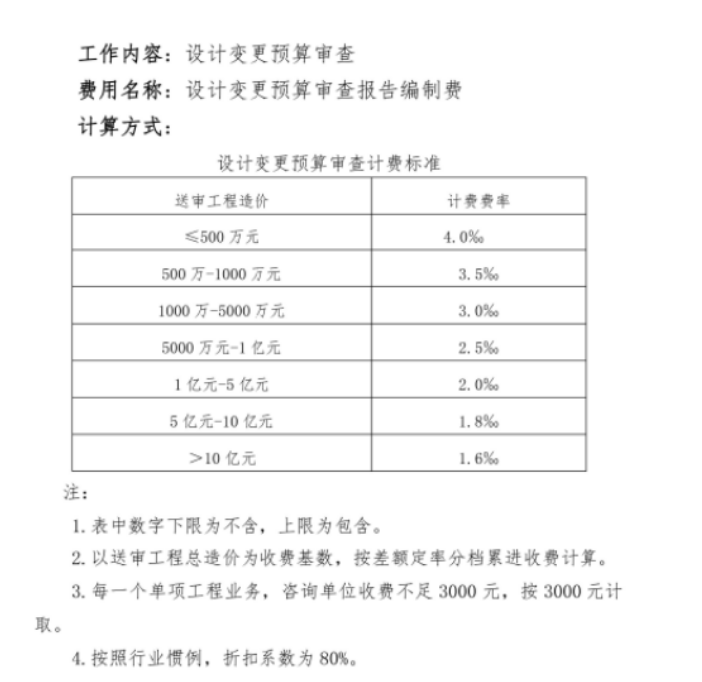 工作内容：设计变更预算审查
费用名称：设计变更预算审查报告编制费
计算方式：
设计变更预算审查计费标准
送审工程造价 计费费率
≤500 万元 4.0‰
500 万-1000 万元 3.5‰
1000 万-5000 万元 3.0‰
5000 万元-1 亿元 2.5‰
1 亿元-5 亿元 2.0‰
5 亿元-10 亿元 1.8‰
>10 亿元 1.6‰
注：
1. 表中数字下限为不含，上限为包含。
2. 以送审工程总造价为收费基数，按差额定率分档累进收费计算。
3. 每一个单项工程业务，咨询单位收费不足 3000 元，按 3000 元计
取。
4. 按照行业惯例，折扣系数为 80%。